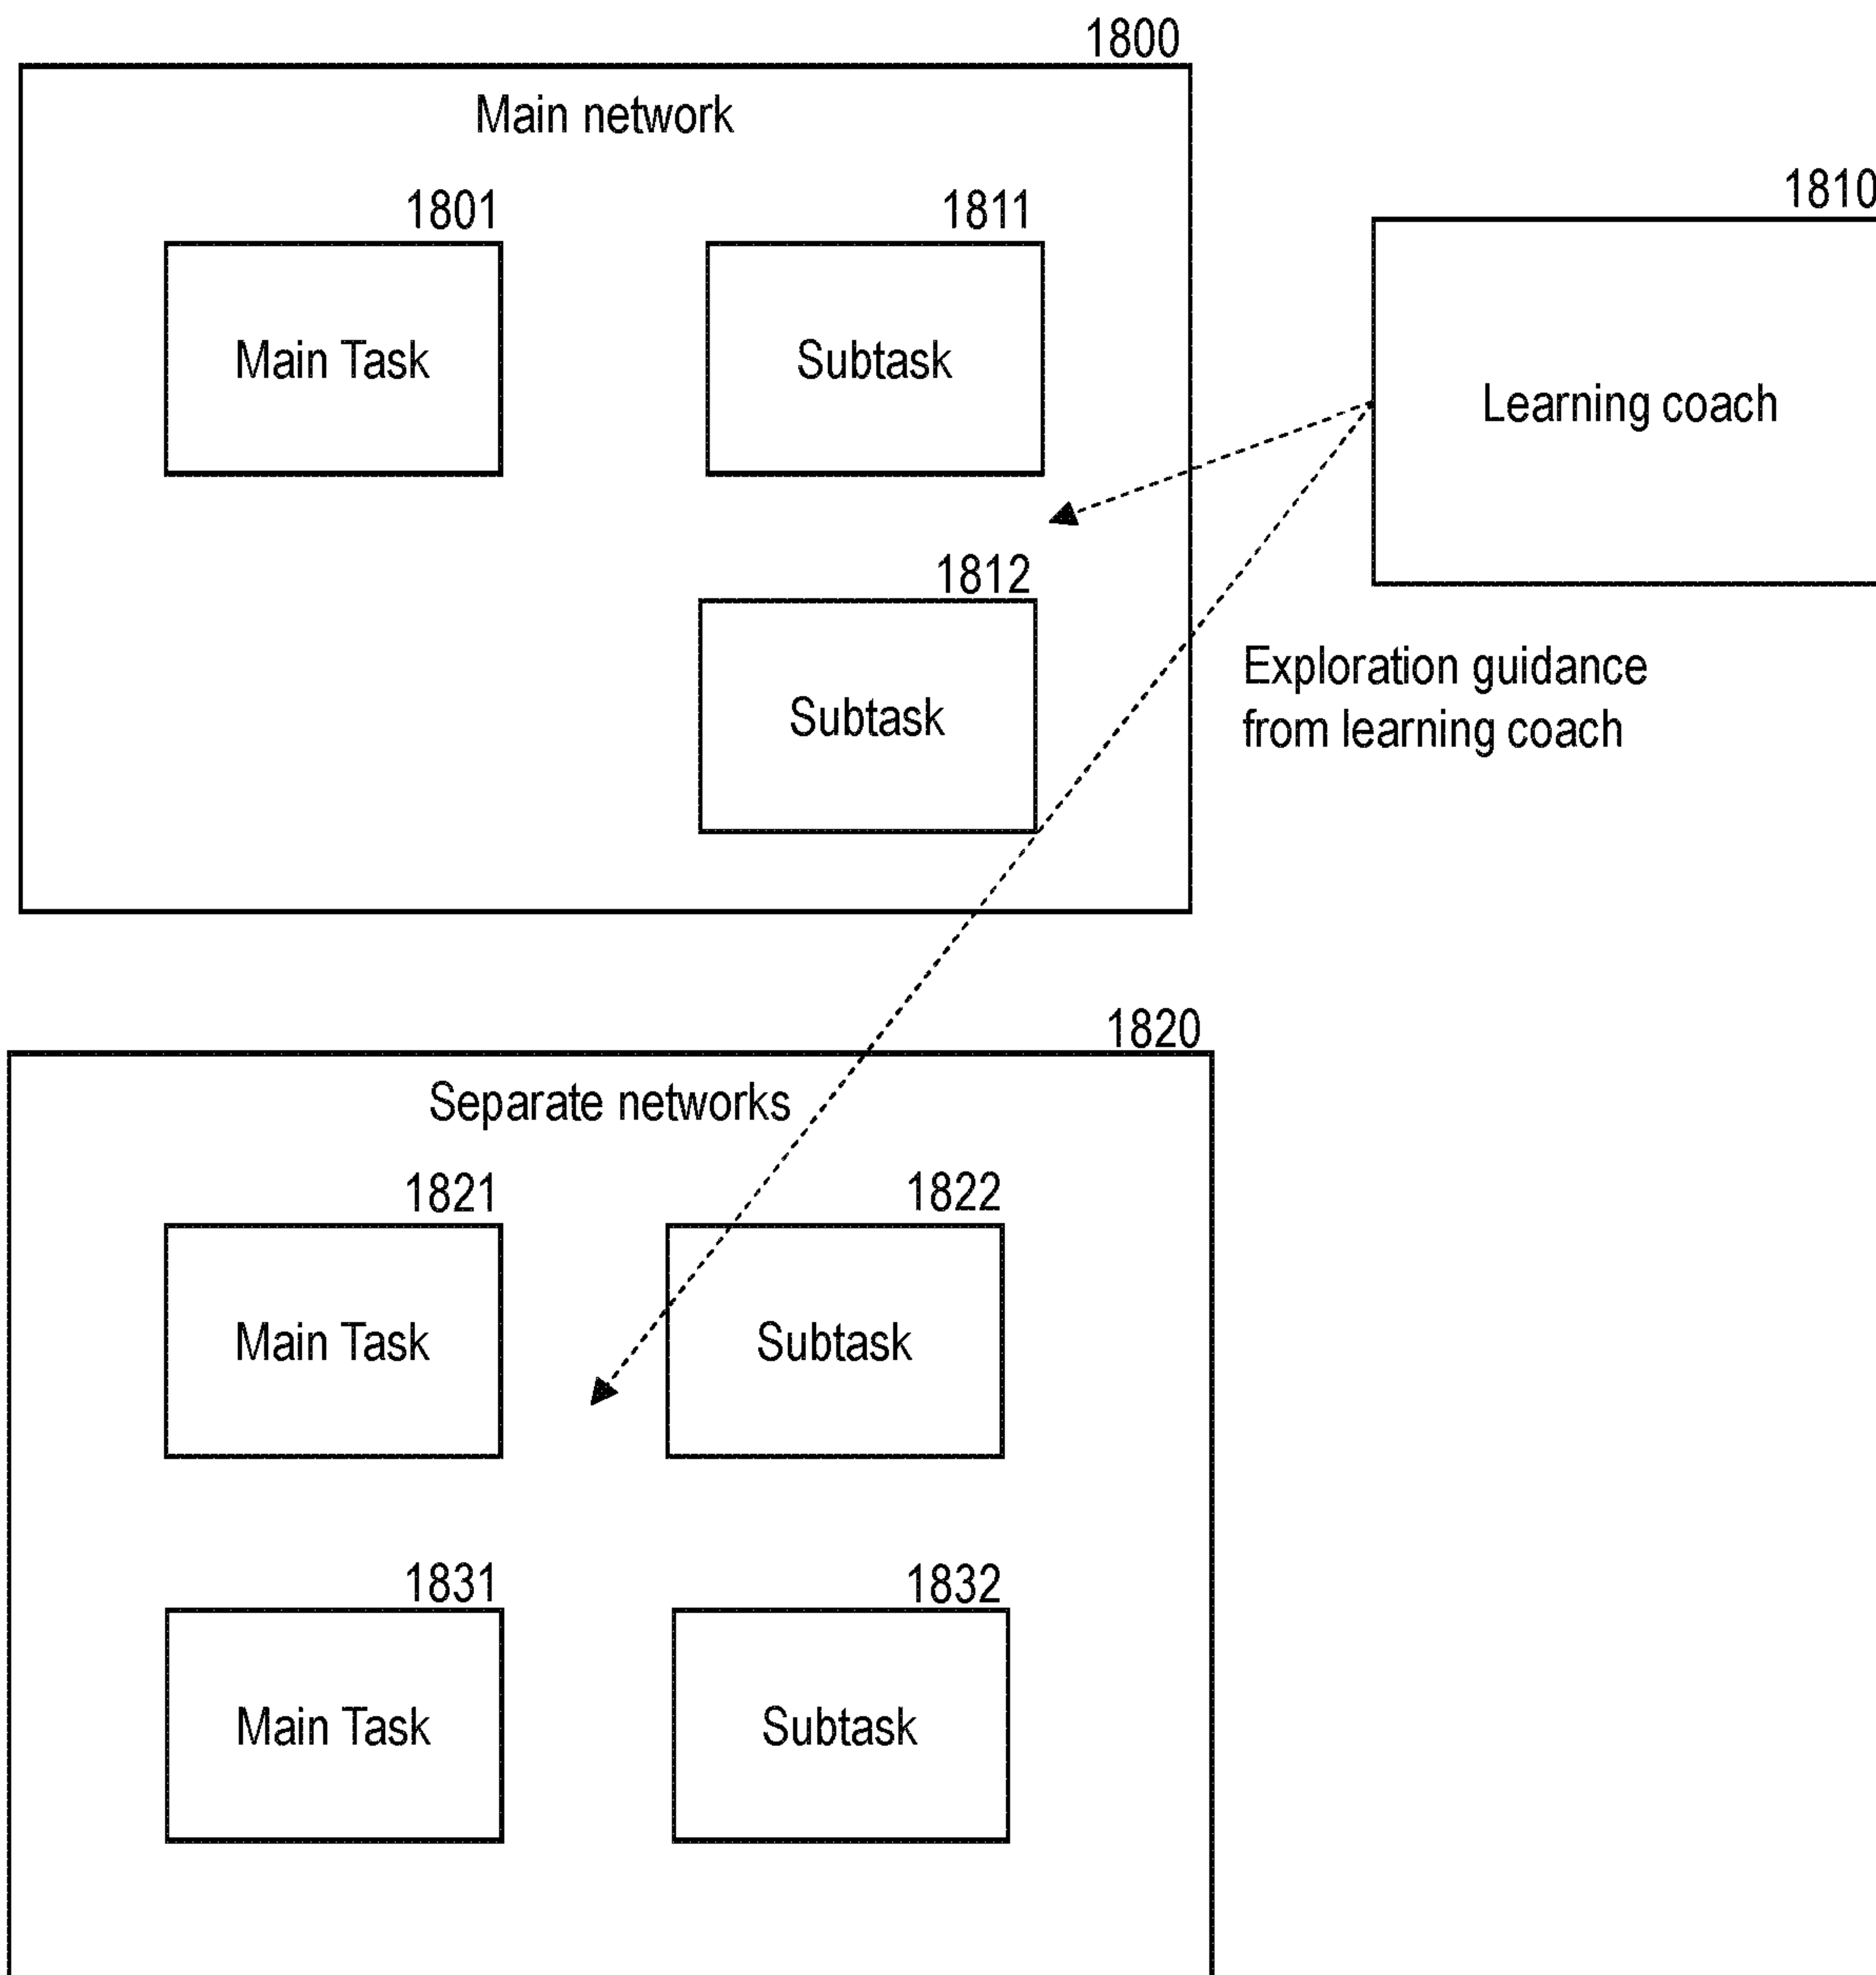 1800
Main network
1801
Main Task
1811
Subtask
1812
Subtask
1810
Learning coach
Exploration guidance
from learning coach
1820
Separate networks
1821
Main Task
1822
Subtask
1831
Main Task
1832
Subtask